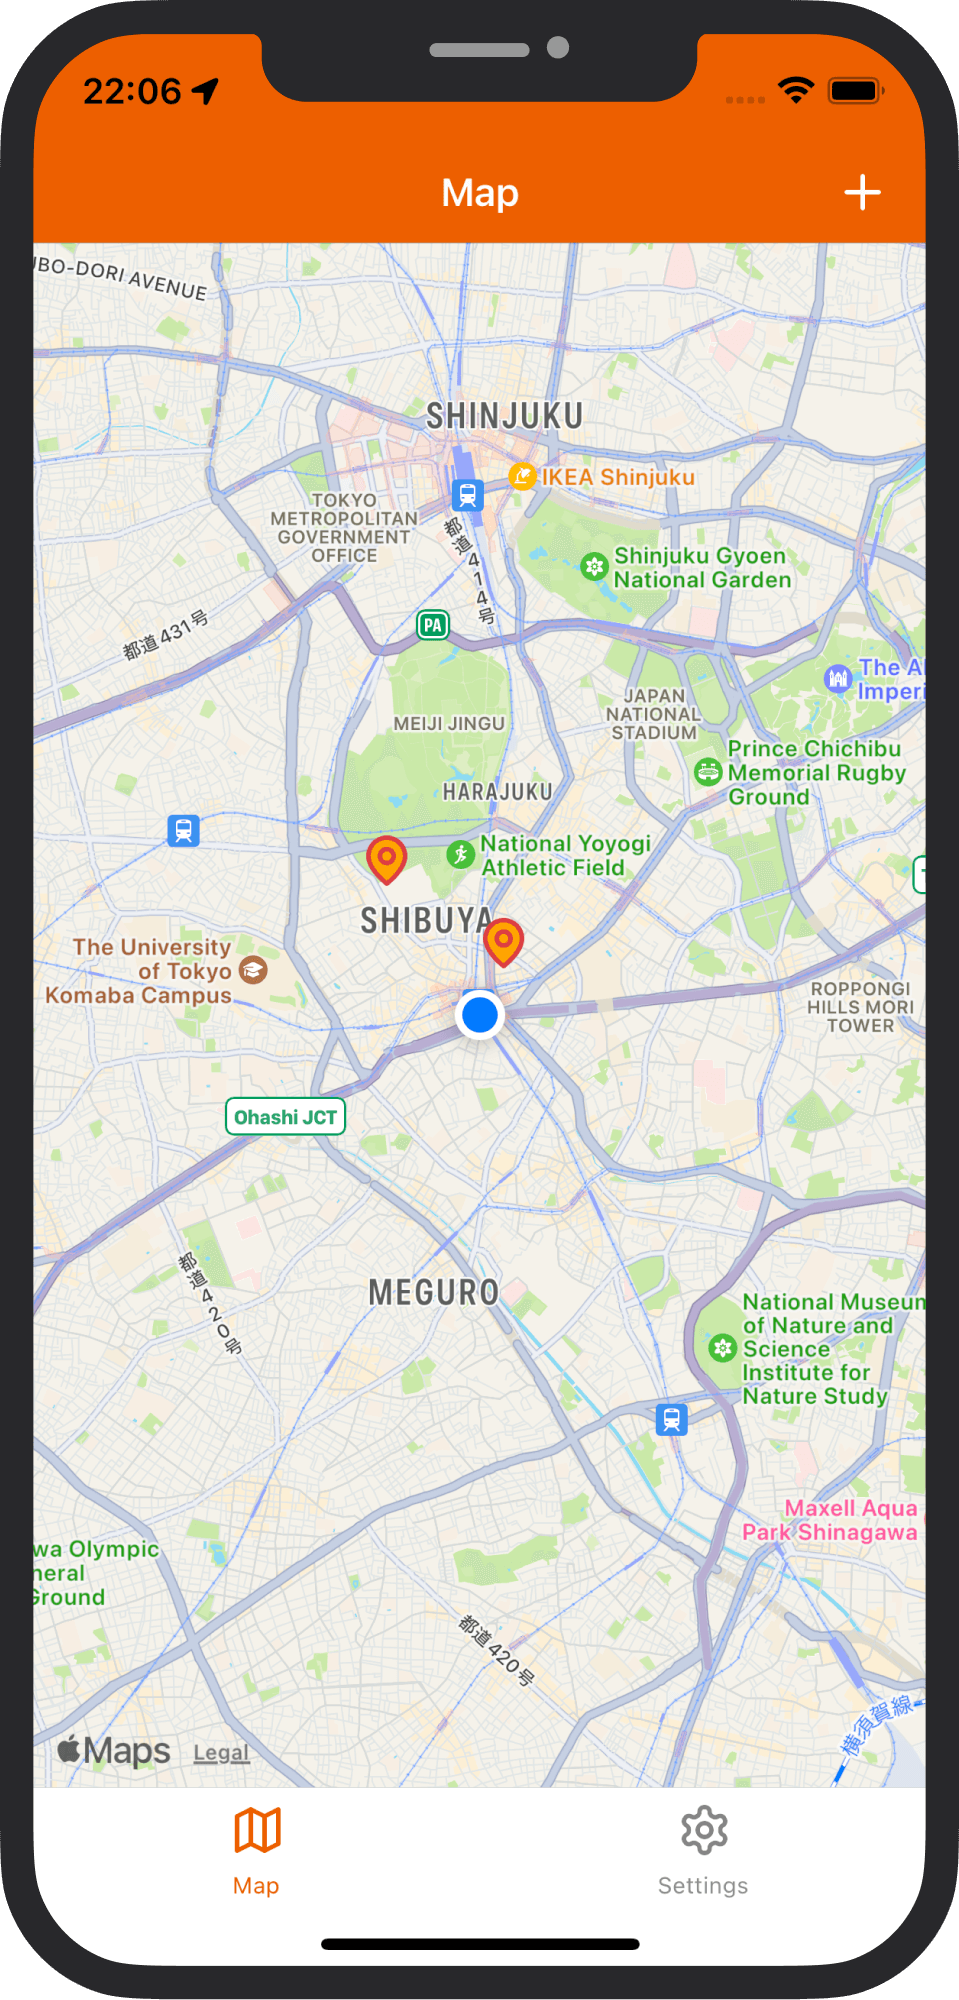 22:06
Map
UBO-DORI AVENUE
SHINJUKU
IKEA Shinjuku
TOKYO
METROPOLITAN
GOVERNMENT
OFFICE
都道414号
Shinjuku Gyoen
National Garden
都道431号
PA
The Al
Imperi
JAPAN
NATIONAL
STADIUM
MEIJI JINGU
Prince Chichibu
Memorial Rugby
Ground
HARAJUKU
National Yoyogi
Athletic Field
SHIBUYA
The University
of Tokyo
Komaba Campus
ROPPONGI
HILLS MORI
TOWER
Ohashi JCT
都道420号
MEGURO
National Museum
of Nature and
Science
Institute for
Nature Study
Maxell Aqua
Park Shinagawa
wa Olympic
neral
Ground
都道420号
横須賀線
Maps
Legal
Map
Settings